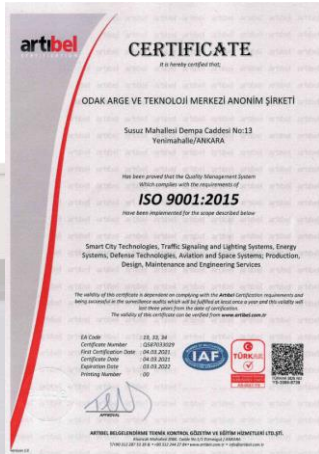 artıbel
CERTIFICATION
CERTIFICATE
It is hereby certified that;
ODAK ARGE VE TEKNOLOJİ MERKEZİ ANONİM ŞİRKETİ
Susuz Mahallesi Dempa Caddesi No:13
Yenimahalle/ANKARA
Has been proved that the Quality Management System
Which complies with the requirements of
ISO 9001:2015
Have been implemented for the scope described below
Smart City Technologies, Traffic Signaling and Lighting Systems, Energy
Systems; Defense Technologies, Aviation and Space Systems; Production,
Design, Maintenance and Engineering Services
The validity of this certificate is dependent on complying with the Artıbel Certification requirements and
being successful in the surveillance audits which will be fulfilled at least once a year and this validity will
last three years from the date of certification.
The validity of this certificate can be verified from www.artibel.com.tr
EA Code : 19, 33, 34
Certificate Number : QS87033029
First Certification Date : 04.03.2021
Certificate Date : 04.03.2021
Expiration Date : 03.03.2022
Printing Number : 00
IAF
TÜRKAK
APPROVAL
ARTIBEL BELGELENDİRME TEKNİK KONTROL GÖZETİM VE EĞİTİM HİZMETLERİ LTD.ŞTİ.